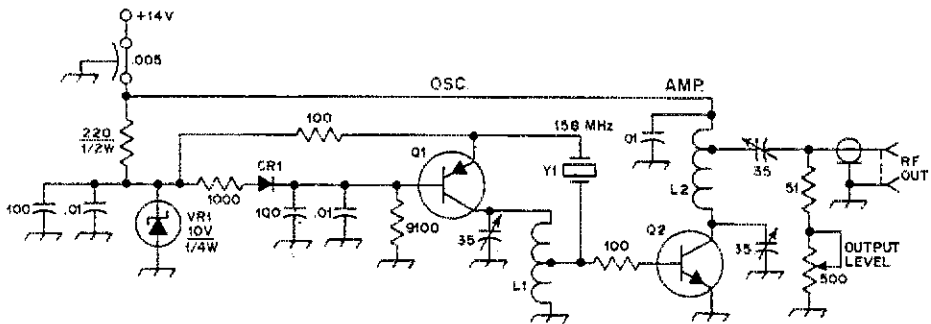 +14V
.005
OSC.
AMP.
220
1/2W
100
158 MHz
.01
Q1
Y1
CR1
35
RF
OUT
L2
51
100
.01
1000
100
.01
VR1
10V
1/4W
9100
35
100
Q2
35
OUTPUT
LEVEL
L1
500